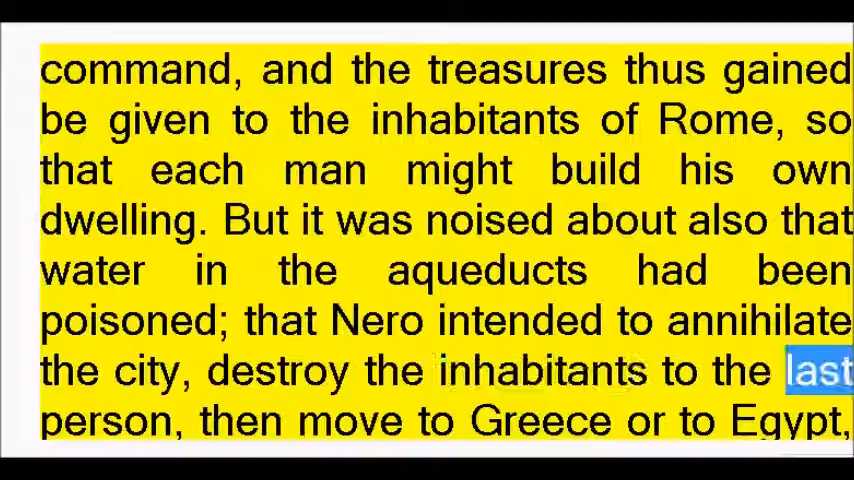 command, and the treasures thus gained
be given to the inhabitants of Rome, so
that each man might build his own
dwelling. But it was noised about also that
water in the aqueducts had been
poisoned; that Nero intended to annihilate
the city, destroy the inhabitants to the last
person, then move to Greece or to Egypt,